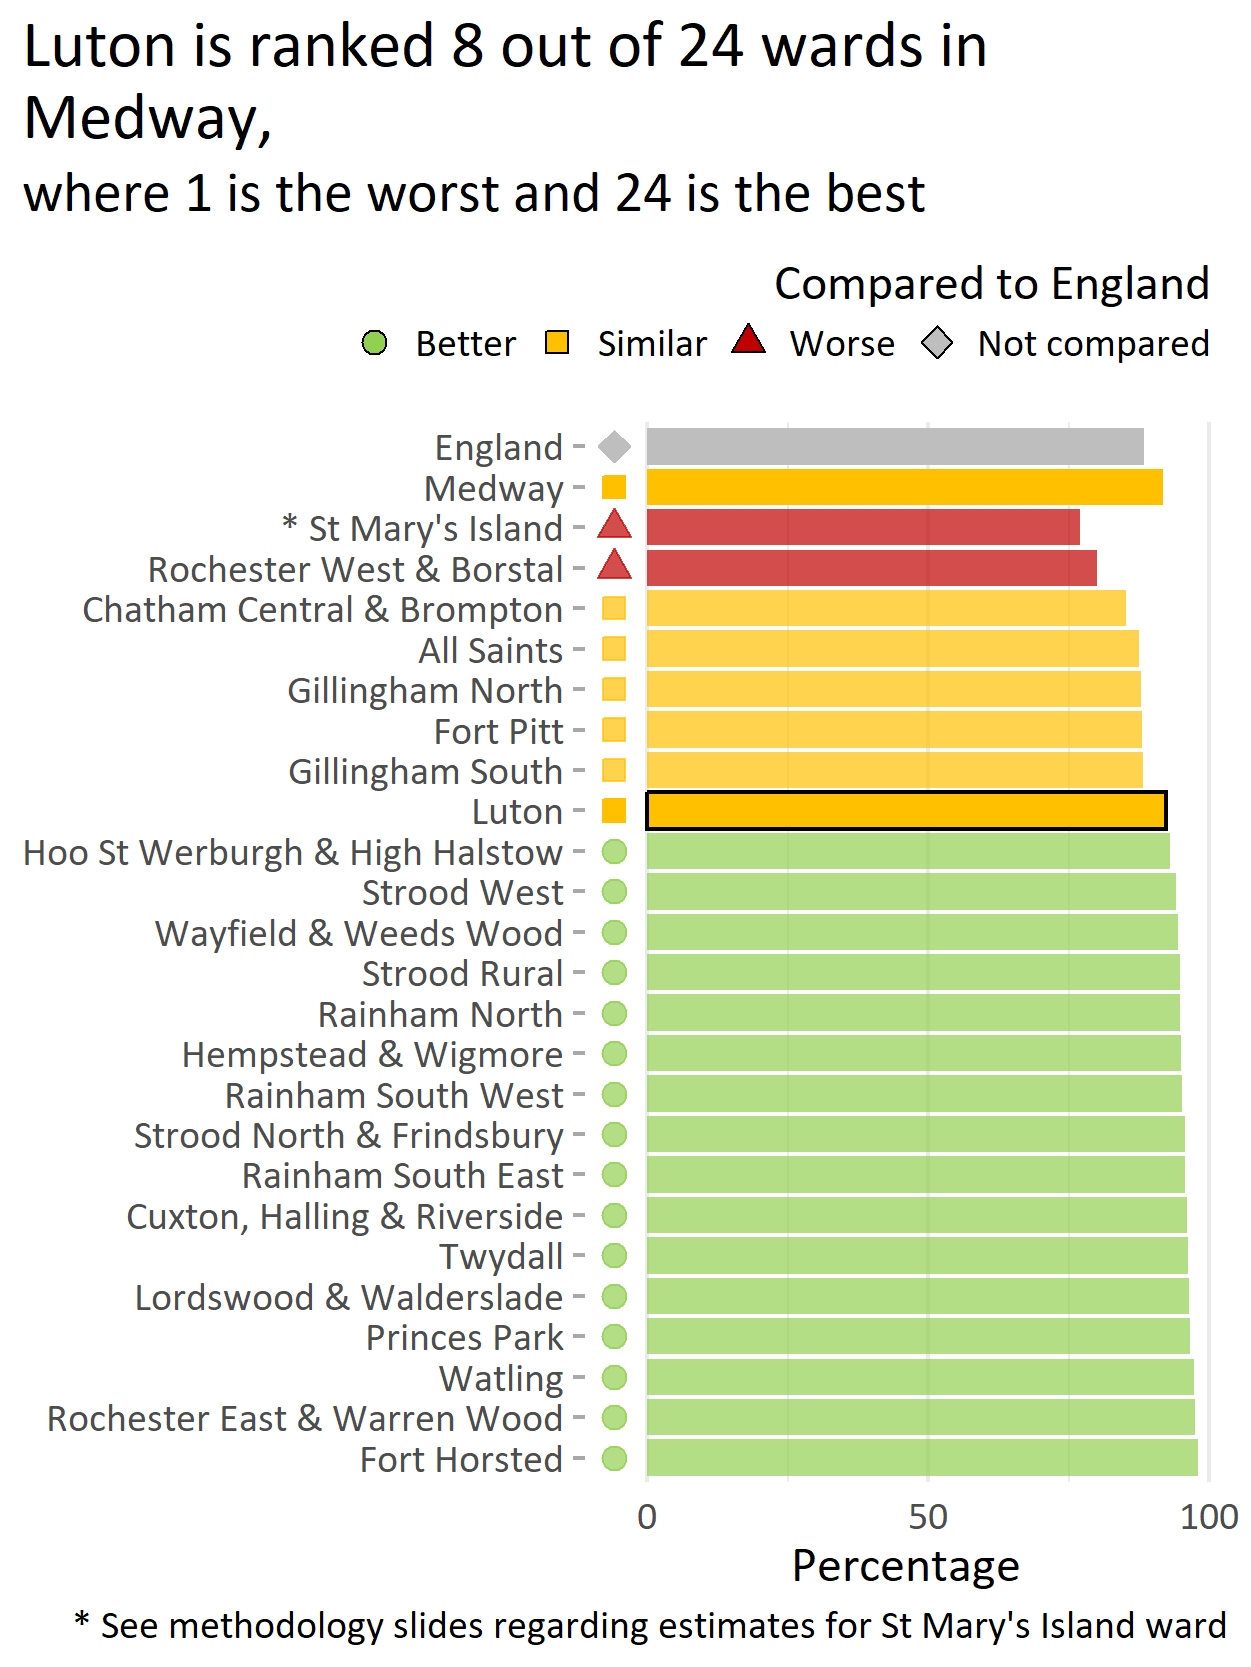 Luton is ranked 8 out of 24 wards in
Medway,
where 1 is the worst and 24 is the best
Compared to England
Better Similar Worse Not compared
England
Medway
* St Mary's Island
Rochester West & Borstal
Chatham Central & Brompton
All Saints
Gillingham North
Fort Pitt
Gillingham South
Luton
Hoo St Werburgh & High Halstow
Strood West
Wayfield & Weeds Wood
Strood Rural
Rainham North
Hempstead & Wigmore
Rainham South West
Strood North & Frindsbury
Rainham South East
Cuxton, Halling & Riverside
Twydall
Lordswood & Walderslade
Princes Park
Watling
Rochester East & Warren Wood
Fort Horsted
0 50 100
Percentage
* See methodology slides regarding estimates for St Mary's Island ward